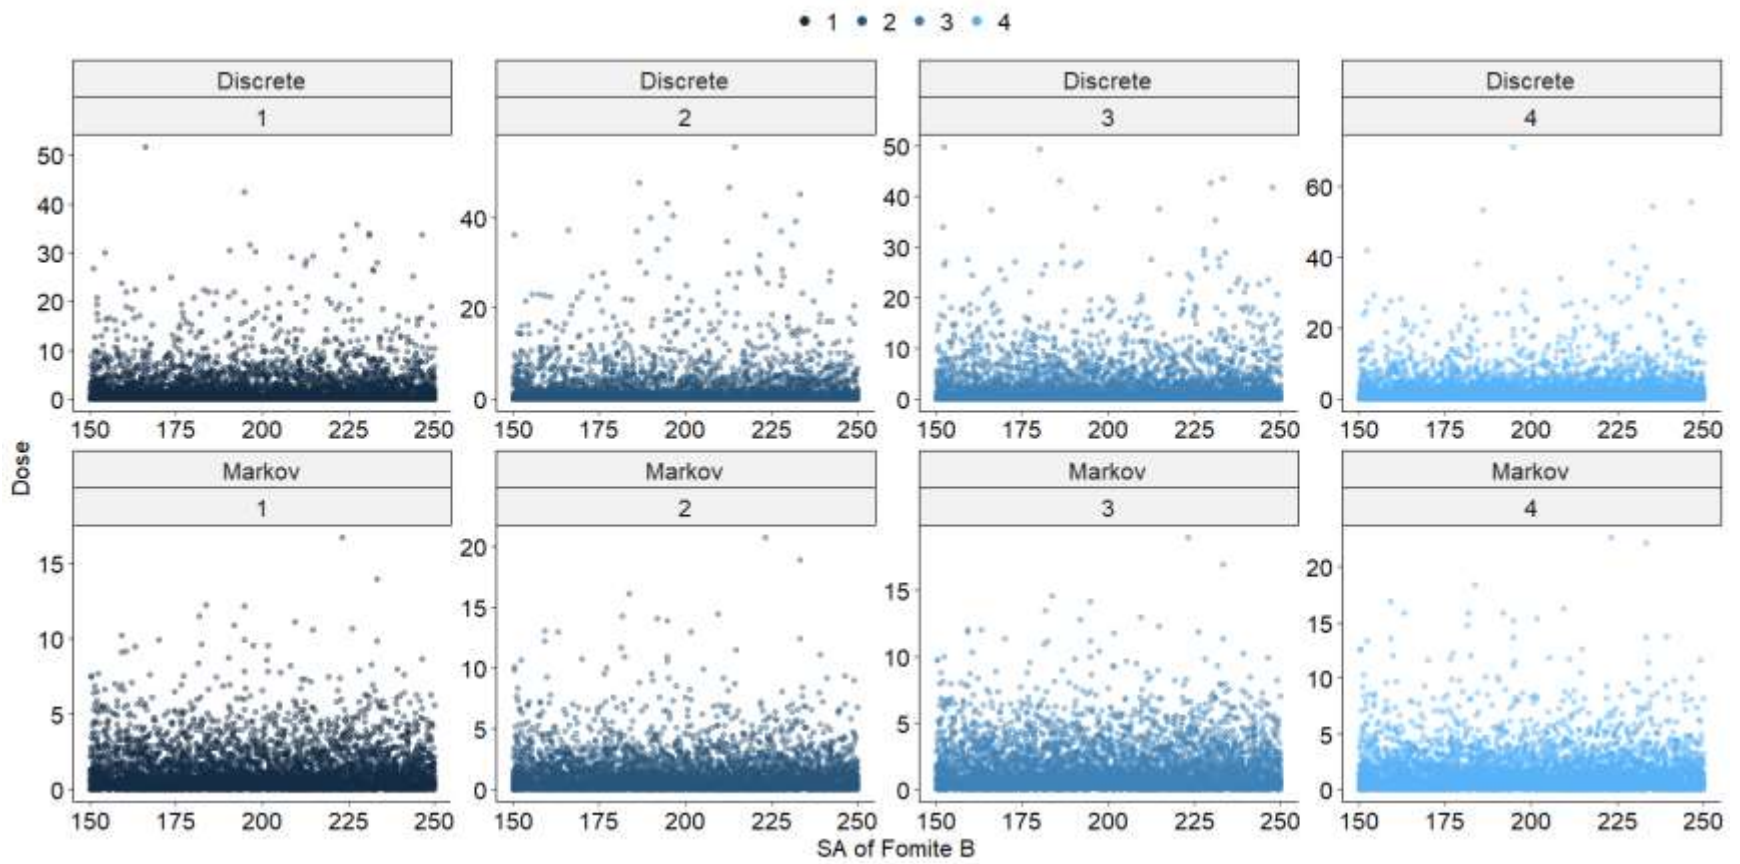 1 2 3 4
Discrete Discrete Discrete Discrete
1 2 3 4
50 40 30 20 10 0
40 20 0
50 40 30 20 10 0
60 40 20 0
150 175 200 225 250 150 175 200 225 250 150 175 200 225 250 150 175 200 225 250
Dose
Markov Markov Markov Markov
1 2 3 4
15 10 5 0
20 15 10 5 0
15 10 5 0
20 15 10 5 0
150 175 200 225 250 150 175 200 225 250 150 175 200 225 250 150 175 200 225 250
SA of Fomite B